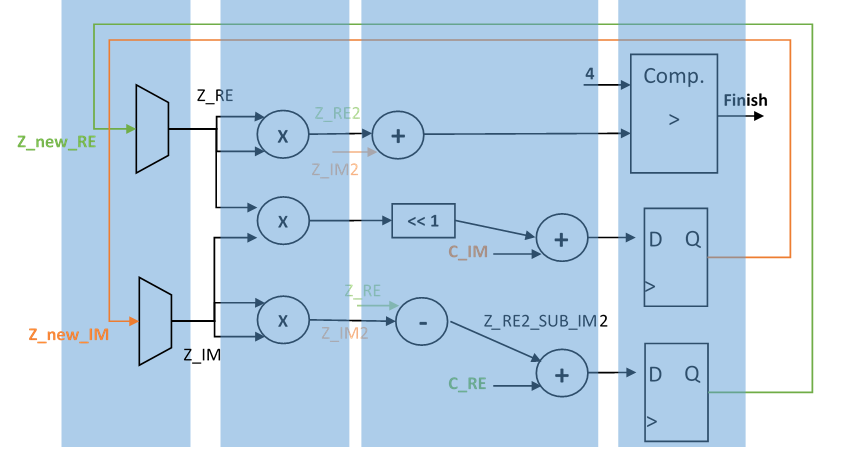 4
Comp.
>
Finish
Z_RE
Z_RE2
X
+
Z_new_RE
Z_IM2
X
<< 1
+
D Q
>
C_IM
Z_RE
X
-
Z_RE2_SUB_IM2
Z_new_IM
Z_IM2
Z_IM
+
D Q
>
C_RE